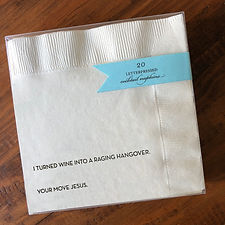 20
LETTERPRESSED
cocktail napkins
I TURNED WINE INTO A RAGING HANGOVER.
YOUR MOVE JESUS.